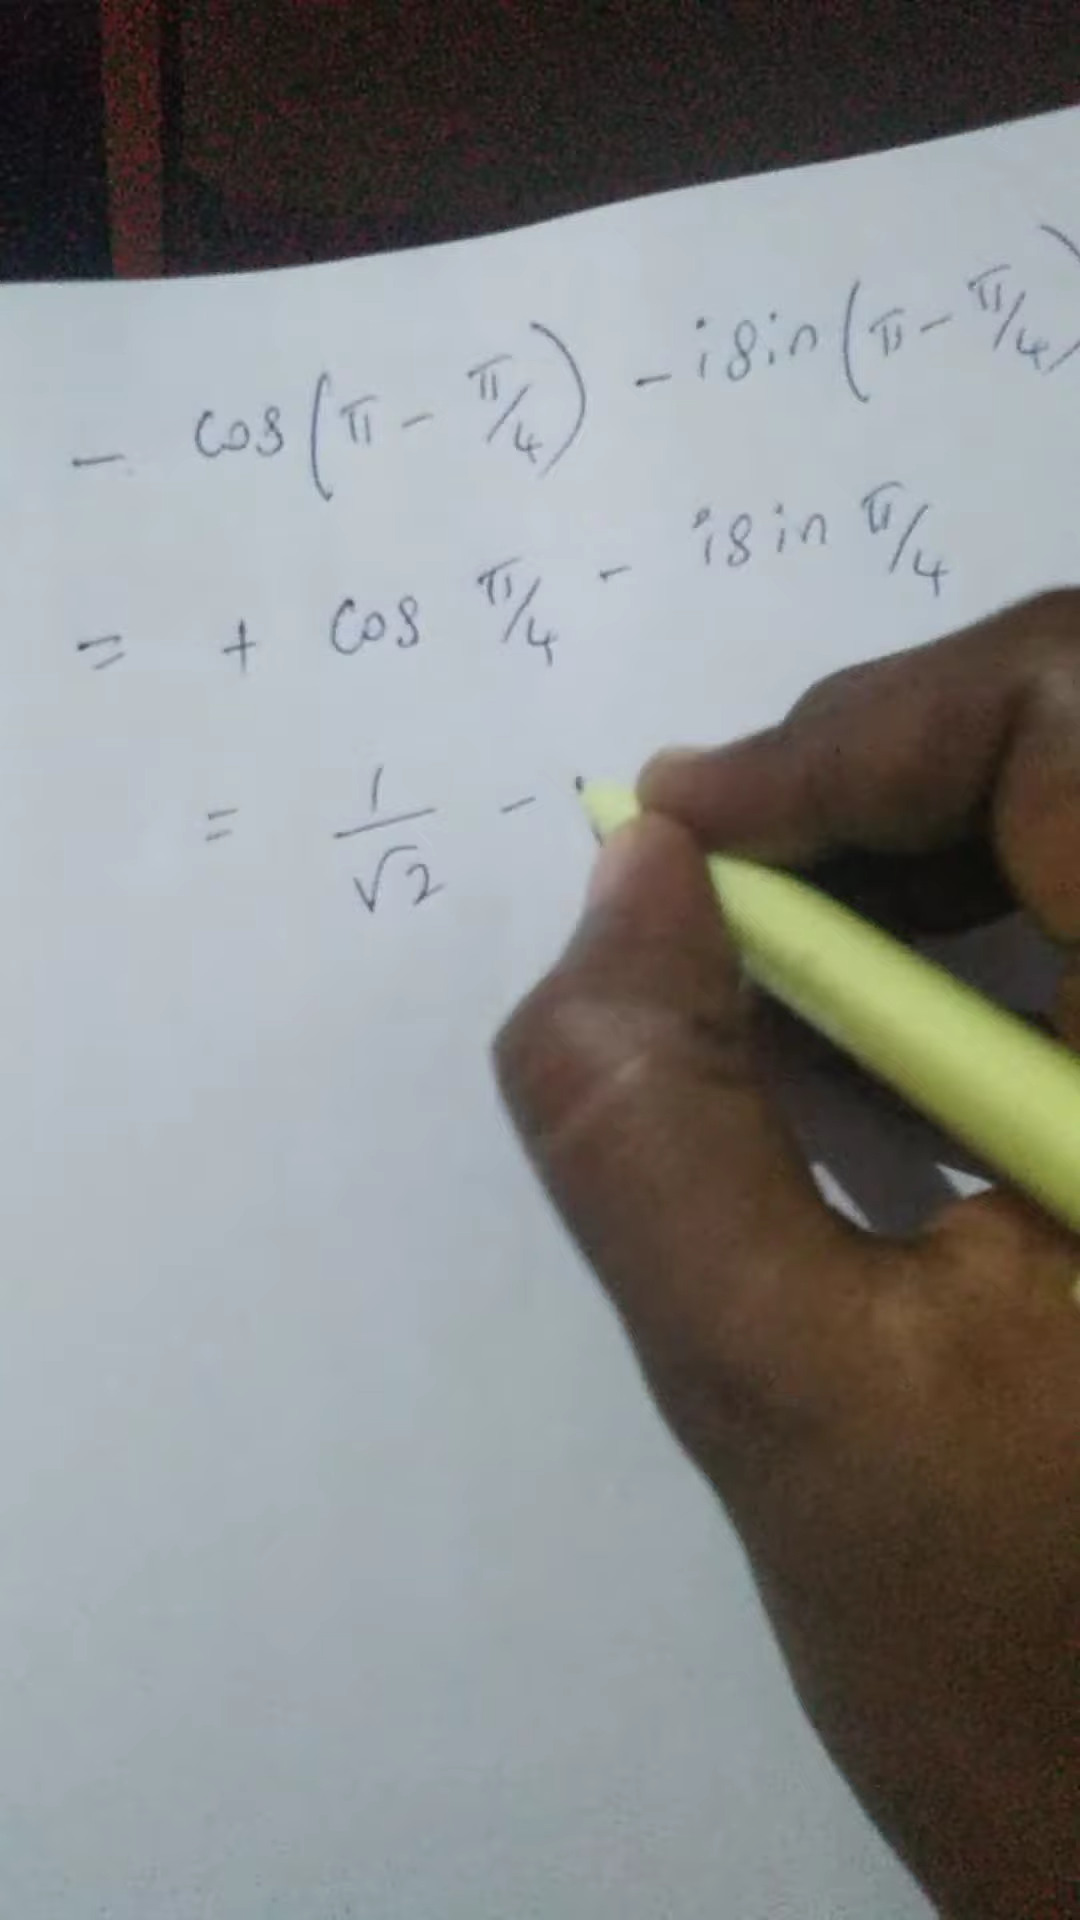 - cos(π - π/4) - i sin(π - π/4)
= + cos π/4 - i sin π/4
= 1/√2 - i